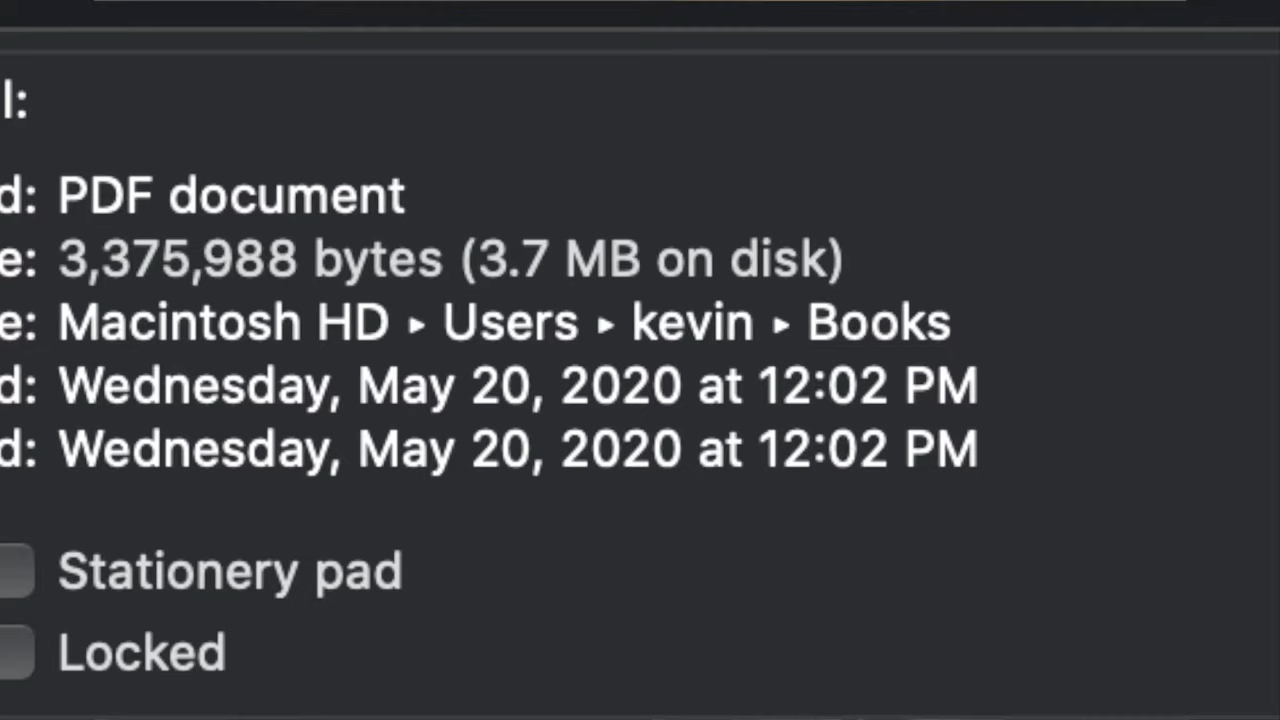 l:
d: PDF document
e: 3,375,988 bytes (3.7 MB on disk)
e: Macintosh HD ▸ Users ▸ kevin ▸ Books
d: Wednesday, May 20, 2020 at 12:02 PM
d: Wednesday, May 20, 2020 at 12:02 PM
Stationery pad
Locked